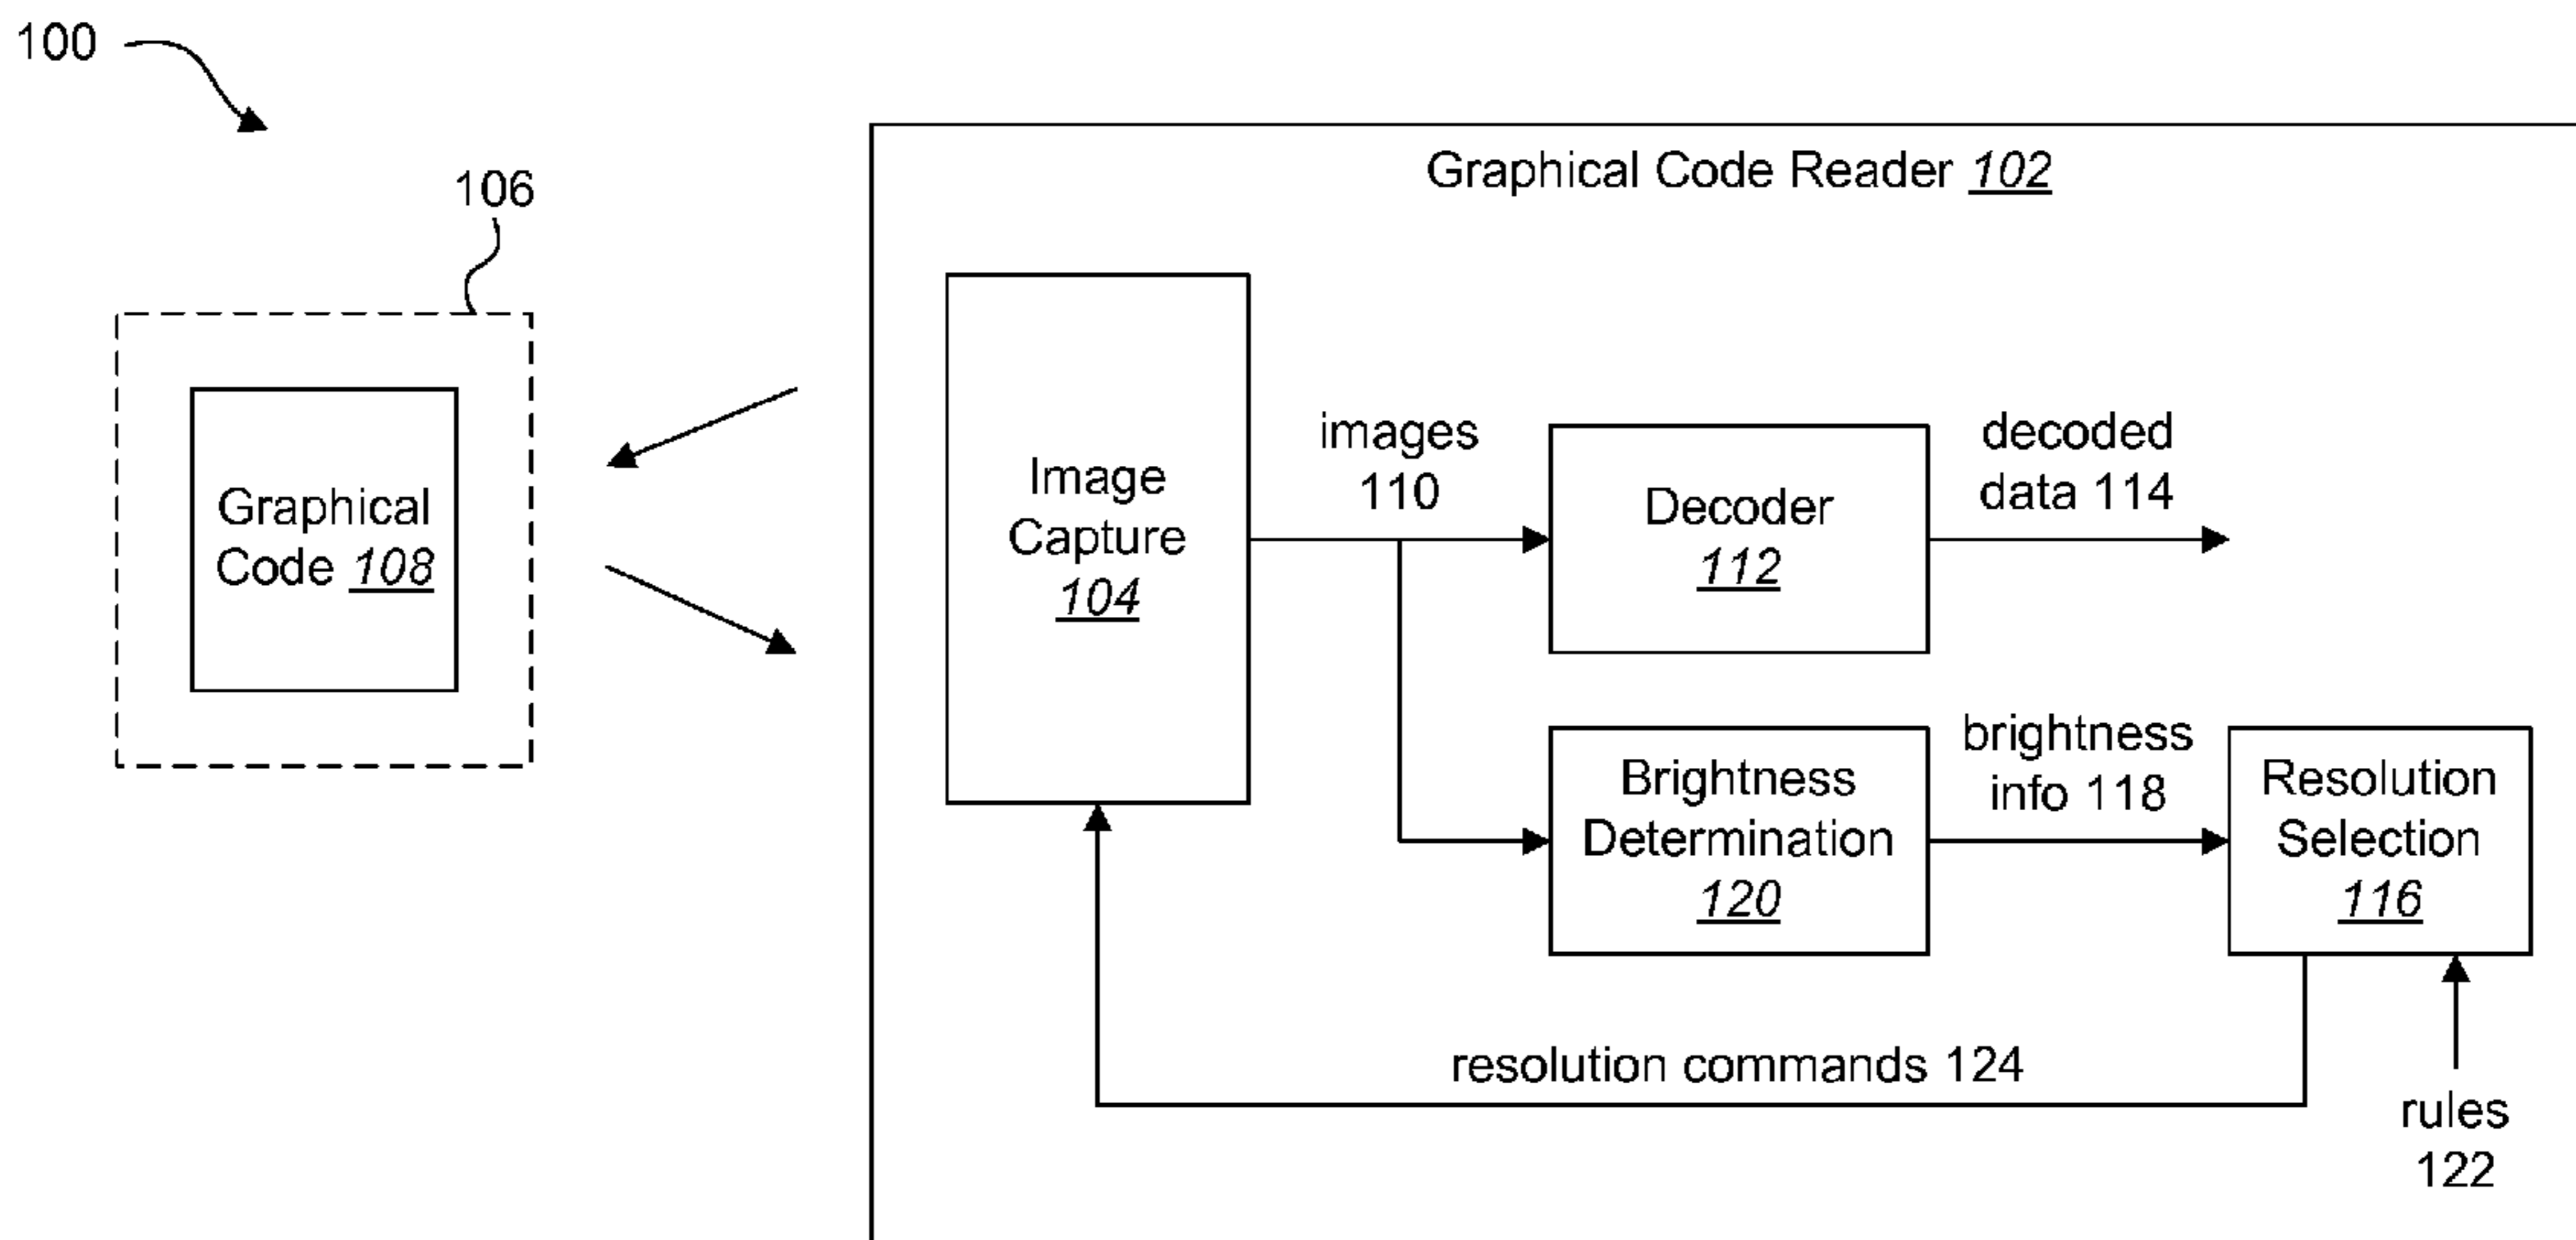 100
106
Graphical Code Reader 102
Graphical
Code 108
Image
Capture
104
images
110
Decoder
112
decoded
data 114
Brightness
Determination
120
brightness
info 118
Resolution
Selection
116
resolution commands 124
rules
122